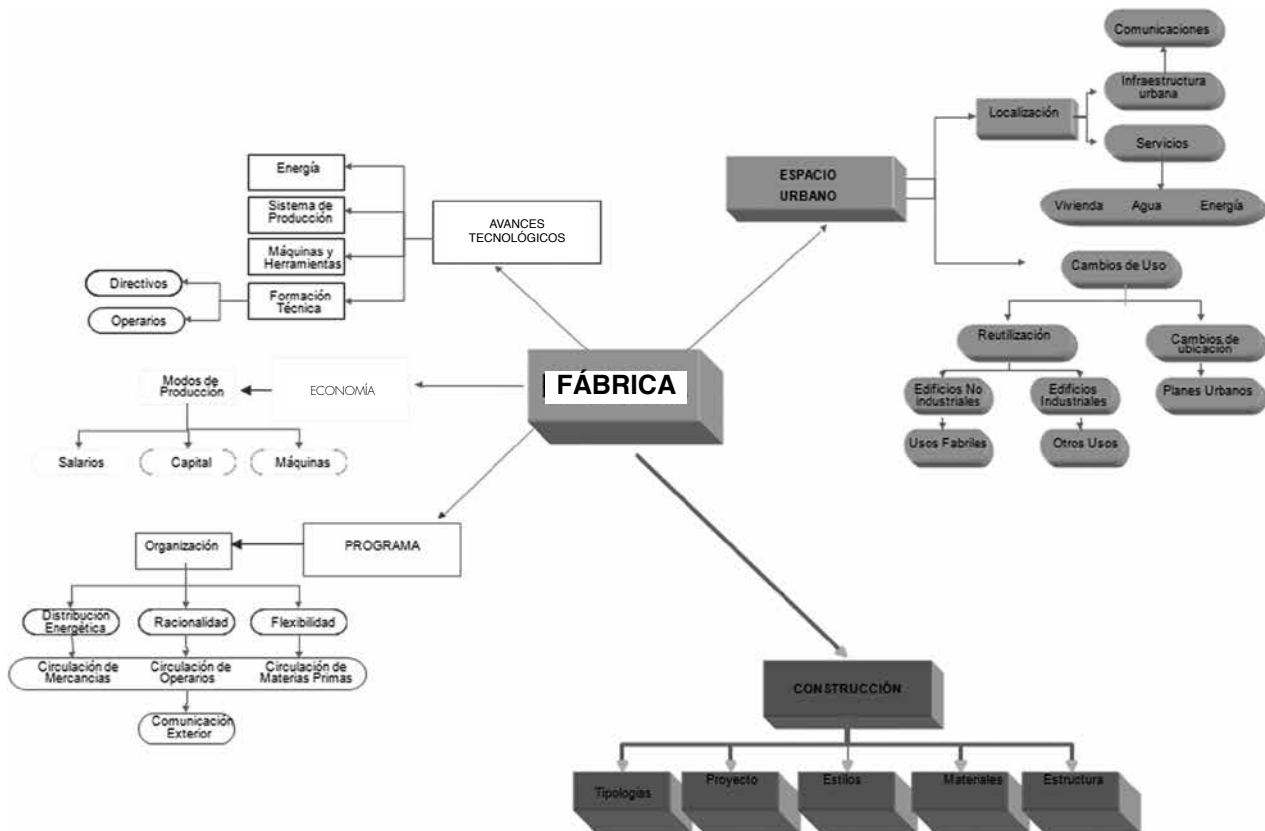 Comunicaciones
Infraestructura
urbana
Localización
Servicios
Vivienda Agua Energía
ESPACIO
URBANO
Cambios de Uso
Reutilización
Cambios de
ubicación
Edificios No
industriales
Edificios
Industriales
Planes Urbanos
Usos Fabriles
Otros Usos
Energía
Sistema de
Producción
Máquinas y
Herramientas
Formación
Técnica
AVANCES
TECNOLÓGICOS
Directivos
Operarios
FÁBRICA
Modos de
Producción
ECONOMÍA
Salarios
Capital
Máquinas
Organización
PROGRAMA
Distribución
Energética
Racionalidad
Flexibilidad
Circulación de
Mercancias
Circulación de
Operarios
Circulación de
Materias Primas
Comunicación
Exterior
CONSTRUCCIÓN
Tipologías
Proyecto
Estilos
Materiales
Estructura